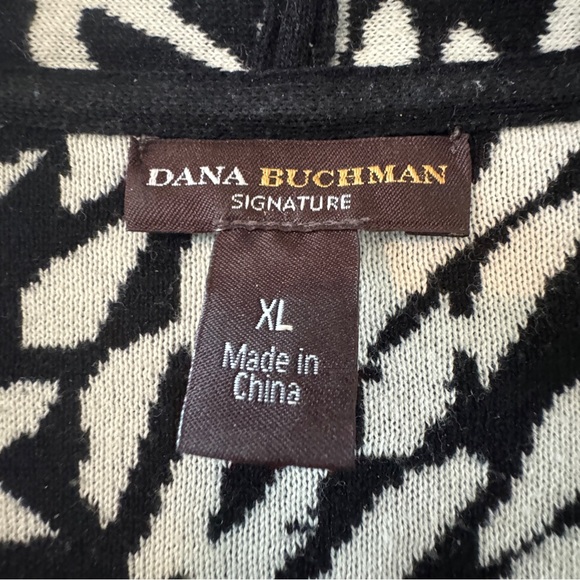 DANA BUCHMAN
SIGNATURE
XL
Made in
China